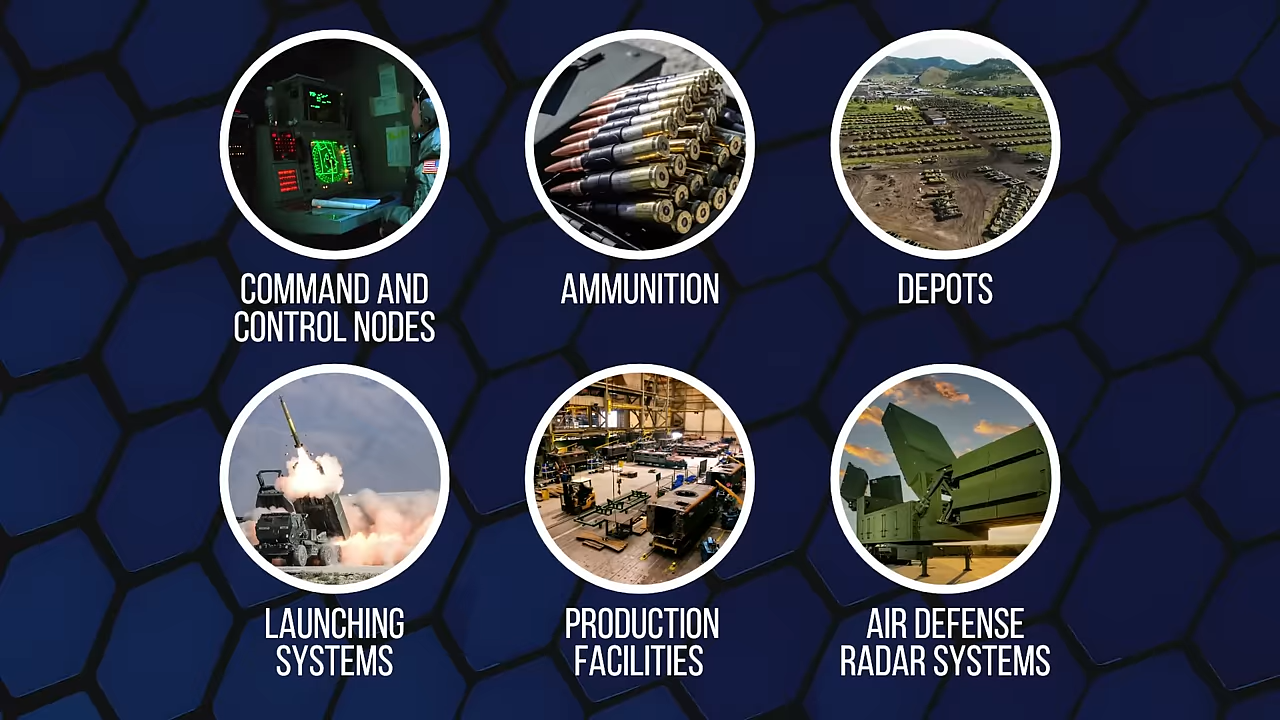 COMMAND AND
CONTROL NODES
AMMUNITION
DEPOTS
LAUNCHING
SYSTEMS
PRODUCTION
FACILITIES
AIR DEFENSE
RADAR SYSTEMS